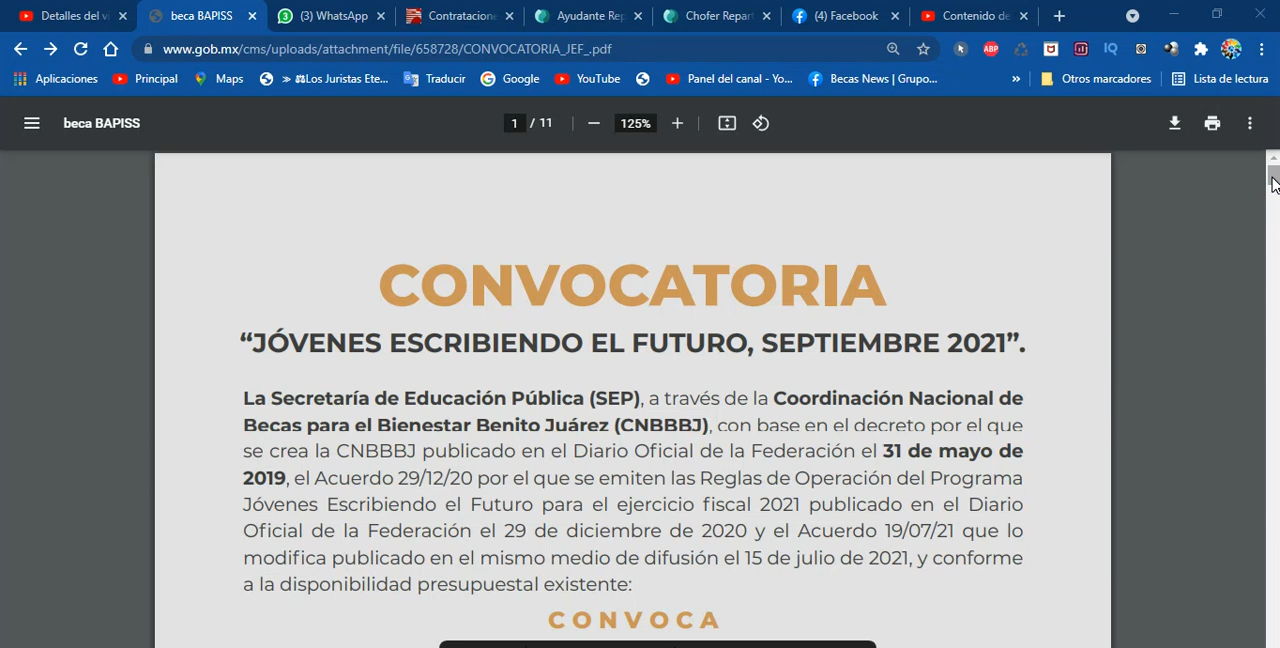 Detalles del vi
beca BAPISS
(3) WhatsApp
Contratacione
Ayudante Rep
Chofer Repart
(4) Facebook
Contenido de
www.gob.mx/cms/uploads/attachment/file/658728/CONVOCATORIA_JEF_.pdf
ABP
IQ
Aplicaciones
Principal
Maps
» ⚖Los Juristas Ete...
Traducir
Google
YouTube
Panel del canal - Yo...
Becas News | Grupo...
»
Otros marcadores
Lista de lectura
beca BAPISS
1 / 11
125%
CONVOCATORIA
“JÓVENES ESCRIBIENDO EL FUTURO, SEPTIEMBRE 2021”.
La Secretaría de Educación Pública (SEP), a través de la Coordinación Nacional de
Becas para el Bienestar Benito Juárez (CNBBBJ), con base en el decreto por el que
se crea la CNBBBJ publicado en el Diario Oficial de la Federación el 31 de mayo de
2019, el Acuerdo 29/12/20 por el que se emiten las Reglas de Operación del Programa
Jóvenes Escribiendo el Futuro para el ejercicio fiscal 2021 publicado en el Diario
Oficial de la Federación el 29 de diciembre de 2020 y el Acuerdo 19/07/21 que lo
modifica publicado en el mismo medio de difusión el 15 de julio de 2021, y conforme
a la disponibilidad presupuestal existente:
CONVOCA